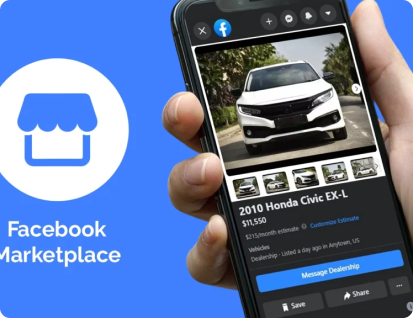 Facebook
Marketplace
2010 Honda Civic EX-L
$11,550
$215/month estimate Customize Estimate
Vehicles
Dealership · Listed a day ago in Anytown, US
Message Dealership
Save
Share